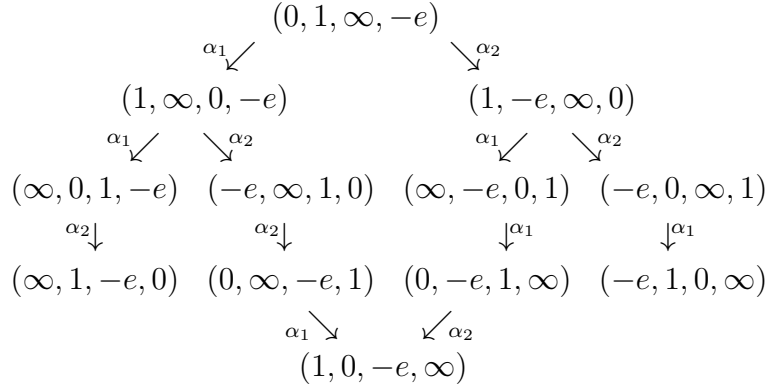 (0, 1, ∞, −e)
α₁ α₂
(1, ∞, 0, −e) (1, −e, ∞, 0)
α₁ α₂ α₁ α₂
(∞, 0, 1, −e) (−e, ∞, 1, 0) (∞, −e, 0, 1) (−e, 0, ∞, 1)
α₂ α₂ α₁ α₁
(∞, 1, −e, 0) (0, ∞, −e, 1) (0, −e, 1, ∞) (−e, 1, 0, ∞)
α₁ α₂
(1, 0, −e, ∞)